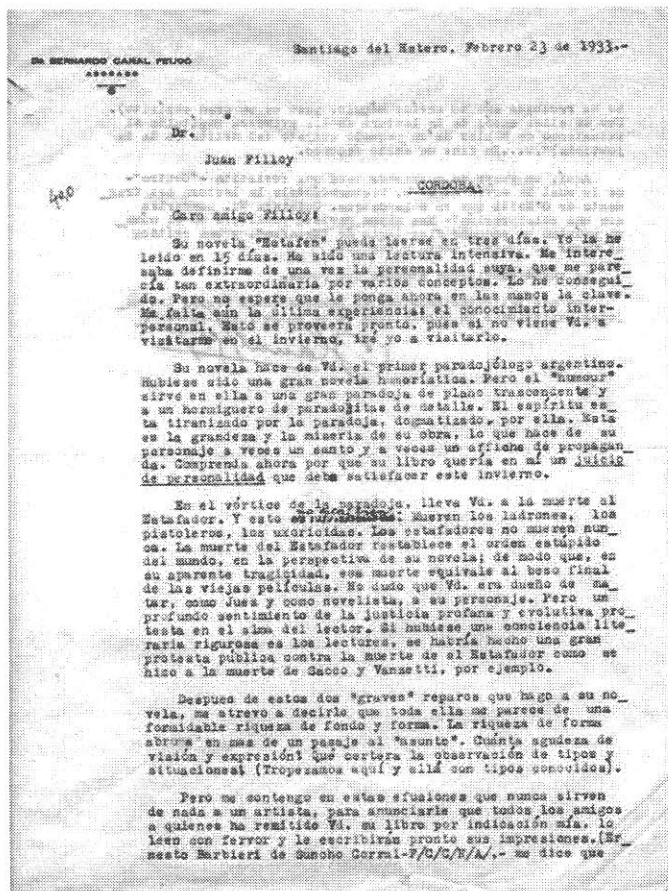 Santiago del Estero, Febrero 23 de 1933.-
Dr. BERNARDO CANAL FEIJOO
ABOGADO
Dr.
Juan Filloy
CORDOBA.
Caro amigo Filloy:
Su novela "Estafen" puede leerse en tres días. Yo la he
leido en 15 días. Ha sido una lectura intensiva. Me intere_
saba definirme de una vez la personalidad suya, que me pare_
cía tan extraordinaria por varios conceptos. Lo he consegui_
do. Pero no espere que le ponga ahora en las manos la clave.
Me falta aún la última experiencia: el conocimiento inter-
personal. Esto se proveerá pronto, pues si no viene Vd. a
visitarme en el invierno, iré yo a visitarlo.
Su novela hace de Vd. el primer paradojólogo argentino.
Hubiese sido una gran novela humorística. Pero el "humour"
sirve en ella a una gran paradoja de plano trascendente y
a un hormiguero de paradojitas de detalle. El espíritu es_
ta tiranizado por la paradoja, dogmatizado, por ella. Esta
es la grandeza y la miseria de su obra, lo que hace de su
personaje a veces un santo y a veces un affiche de propagan_
da. Comprenda ahora por que su libro quería en mí un juicio
de personalidad que debo satisfacer este invierno.
En el vórtice de la paradoja, lleva Vd. a la muerte al
Estafador. Y esto Mueren los ladrones, los
pistoleros, los uxoricidas. Los estafadores no mueren nun_
ca. La muerte del Estafador restablece el orden estúpido
del mundo, en la perspectiva de su novela; de modo que, en
su aparente tragicidad, esa muerte equivale al beso final
de las viejas películas. No dudo que Vd. era dueño de ma_
tar, como Juez y como novelista, a su personaje. Pero un
profundo sentimiento de la justicia profana y evolutiva pro_
testa en el alma del lector. Si hubiese una conciencia lite_
raria rigurosa es los lectores, se habría hecho una gran
protesta pública contra la muerte de el Estafador como se
hizo a la muerte de Sacco y Vanzetti, por ejemplo.
Despues de estos dos "graves" reparos que hago a su no_
vela, me atrevo a decirle que toda ella me parece de una
formidable riqueza de fondo y forma. La riqueza de forma
abruma en mas de un pasaje al "asunto". Cuánta agudeza de
visión y expresión! que certera la observación de tipos y
situaciones! (Tropezamos aquí y allá con tipos conocidos).
Pero me contengo en estas efusiones que nunca sirven
de nada a un artista, para anunciarle que todos los amigos
a quienes ha remitido Vd. su libro por indicación mía, lo
leen con fervor y le escribirán pronto sus impresiones.(Er_
nesto Barbieri de Suncho Corral-F/C/C/N/A/.- me dice que